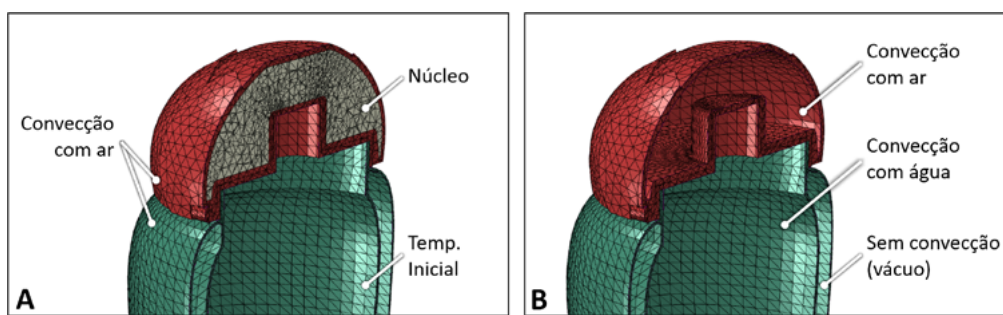 Núcleo
Convecção
com ar
Temp.
Inicial
A
Convecção
com ar
Convecção
com água
Sem convecção
(vácuo)
B